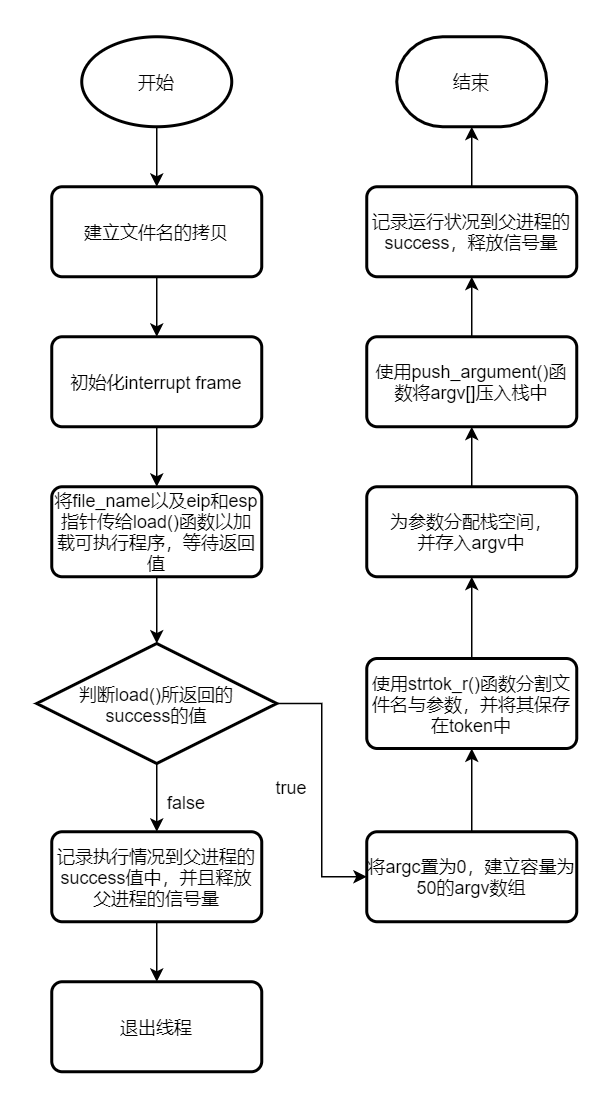 开始
建立文件名的拷贝
初始化interrupt frame
将file_name以及eip和esp
指针传给load()函数以加
载可执行程序，等待返回
值
判断load()所返回的
success的值
false
true
记录执行情况到父进程的
success值中，并且释放
父进程的信号量
退出线程
将argc置为0，建立容量为
50的argv数组
使用strtok_r()函数分割文
件名与参数，并将其保存
在token中
为参数分配栈空间，
并存入argv中
使用push_argument()函
数将argv[]压入栈中
记录运行状况到父进程的
success，释放信号量
结束